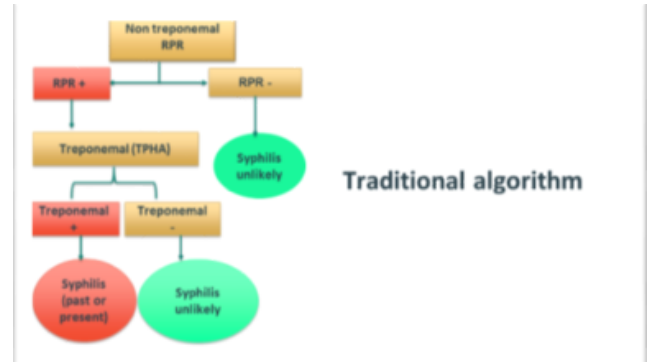 Non treponemal
RPR
RPR +
RPR -
Treponemal (TPHA)
Syphilis
unlikely
Traditional algorithm
Treponemal
+
Treponemal
-
Syphilis
(past or
present)
Syphilis
unlikely